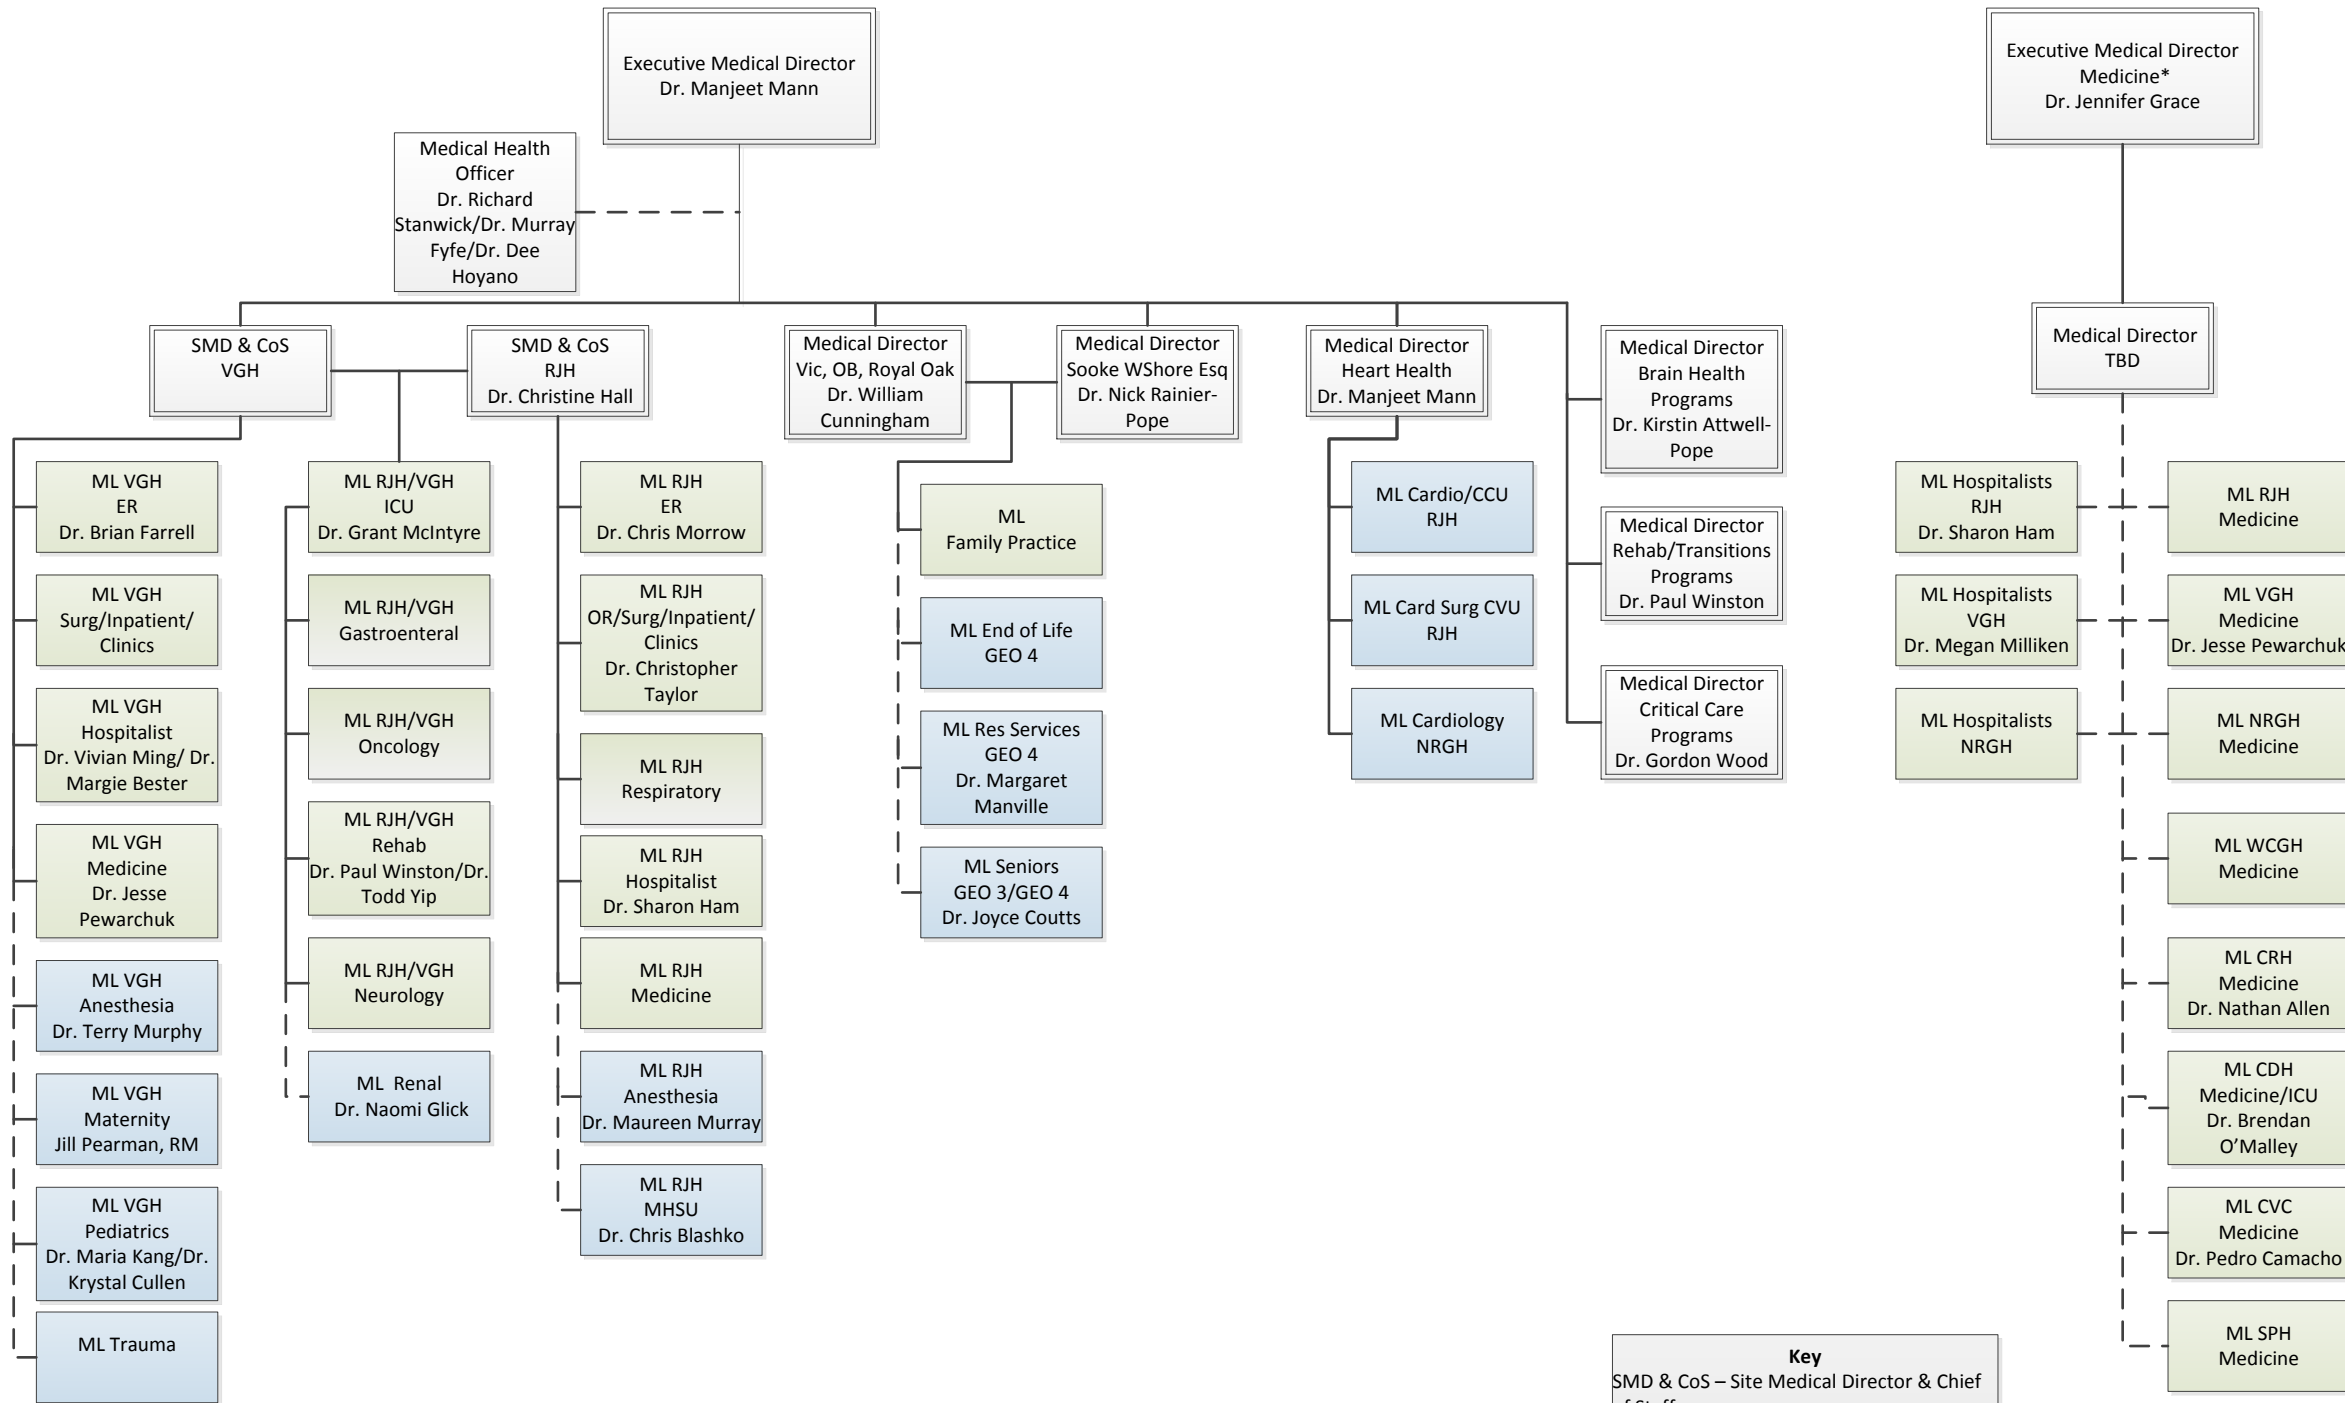 Executive Medical Director
Dr. Manjeet Mann
Executive Medical Director
Medicine*
Dr. Jennifer Grace
Medical Health
Officer
Dr. Richard
Stanwick/Dr. Murray
Fyfe/Dr. Dee
Hoyano
SMD & CoS
VGH
SMD & CoS
RJH
Dr. Christine Hall
Medical Director
Vic, OB, Royal Oak
Dr. William
Cunningham
Medical Director
Sooke WShore Esq
Dr. Nick Rainier-
Pope
Medical Director
Heart Health
Dr. Manjeet Mann
Medical Director
Brain Health
Programs
Dr. Kirstin Attwell-
Pope
Medical Director
Rehab/Transitions
Programs
Dr. Paul Winston
Medical Director
Critical Care
Programs
Dr. Gordon Wood
Medical Director
TBD
ML VGH
ER
Dr. Brian Farrell
ML VGH
Surg/Inpatient/
Clinics
ML VGH
Hospitalist
Dr. Vivian Ming/ Dr.
Margie Bester
ML VGH
Medicine
Dr. Jesse
Pewarchuk
ML VGH
Anesthesia
Dr. Terry Murphy
ML VGH
Maternity
Jill Pearman, RM
ML VGH
Pediatrics
Dr. Maria Kang/Dr.
Krystal Cullen
ML Trauma
ML RJH/VGH
ICU
Dr. Grant McIntyre
ML RJH/VGH
Gastroenteral
ML RJH/VGH
Oncology
ML RJH/VGH
Rehab
Dr. Paul Winston/Dr.
Todd Yip
ML RJH/VGH
Neurology
ML  Renal
Dr. Naomi Glick
ML RJH
ER
Dr. Chris Morrow
ML RJH
OR/Surg/Inpatient/
Clinics
Dr. Christopher
Taylor
ML RJH
Respiratory
ML RJH
Hospitalist
Dr. Sharon Ham
ML RJH
Medicine
ML RJH
Anesthesia
Dr. Maureen Murray
ML RJH
MHSU
Dr. Chris Blashko
ML
Family Practice
ML End of Life
GEO 4
ML Res Services
GEO 4
Dr. Margaret
Manville
ML Seniors
GEO 3/GEO 4
Dr. Joyce Coutts
ML Cardio/CCU
RJH
ML Card Surg CVU
RJH
ML Cardiology
NRGH
ML Hospitalists
RJH
Dr. Sharon Ham
ML Hospitalists
VGH
Dr. Megan Milliken
ML Hospitalists
NRGH
ML RJH
Medicine
ML VGH
Medicine
Dr. Jesse Pewarchuk
ML NRGH
Medicine
ML WCGH
Medicine
ML CRH
Medicine
Dr. Nathan Allen
ML CDH
Medicine/ICU
Dr. Brendan
O’Malley
ML CVC
Medicine
Dr. Pedro Camacho
ML SPH
Medicine
Key
SMD & CoS – Site Medical Director & Chief